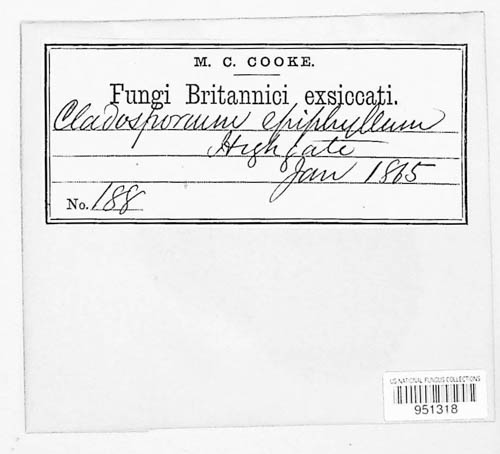 M. C. COOKE.
Fungi Britannici exsiccati.
Cladosporium epiphyllum
Highgate
Jan 1865
No. 188
US NATIONAL FUNGUS COLLECTIONS
951318